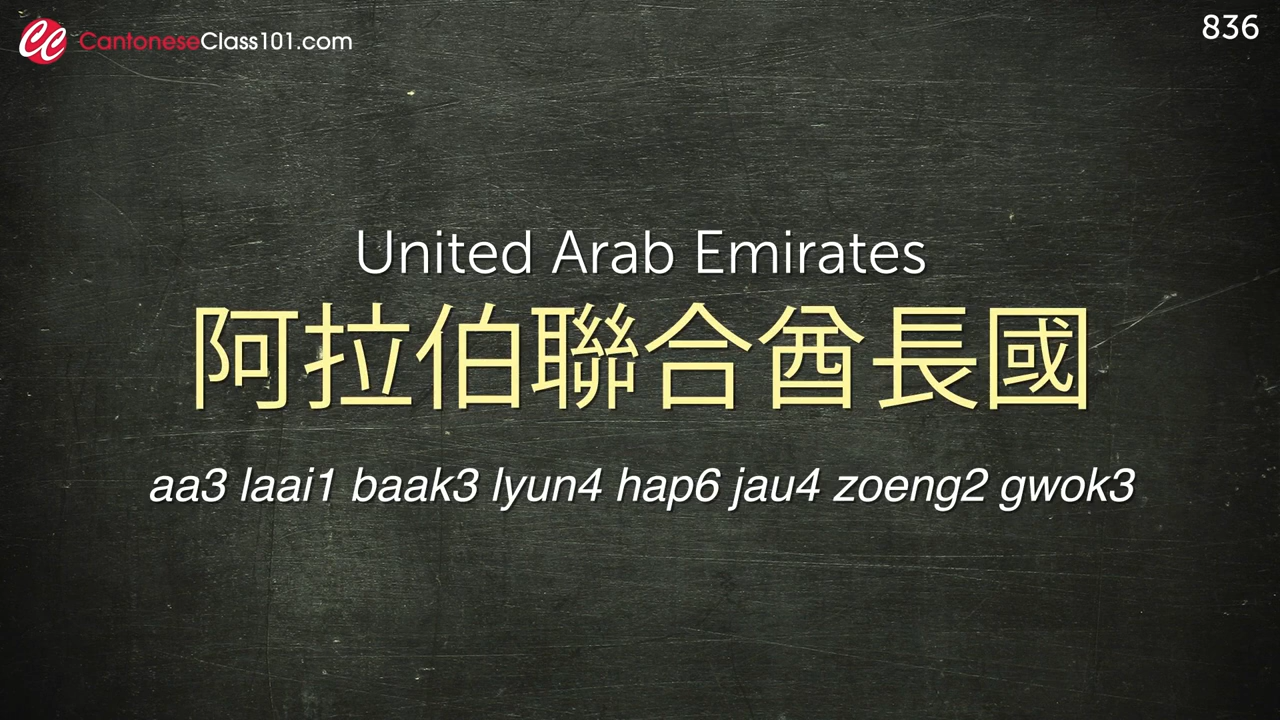 CantoneseClass101.com
836
United Arab Emirates
阿拉伯聯合酋長國
aa3 laai1 baak3 lyun4 hap6 jau4 zoeng2 gwok3